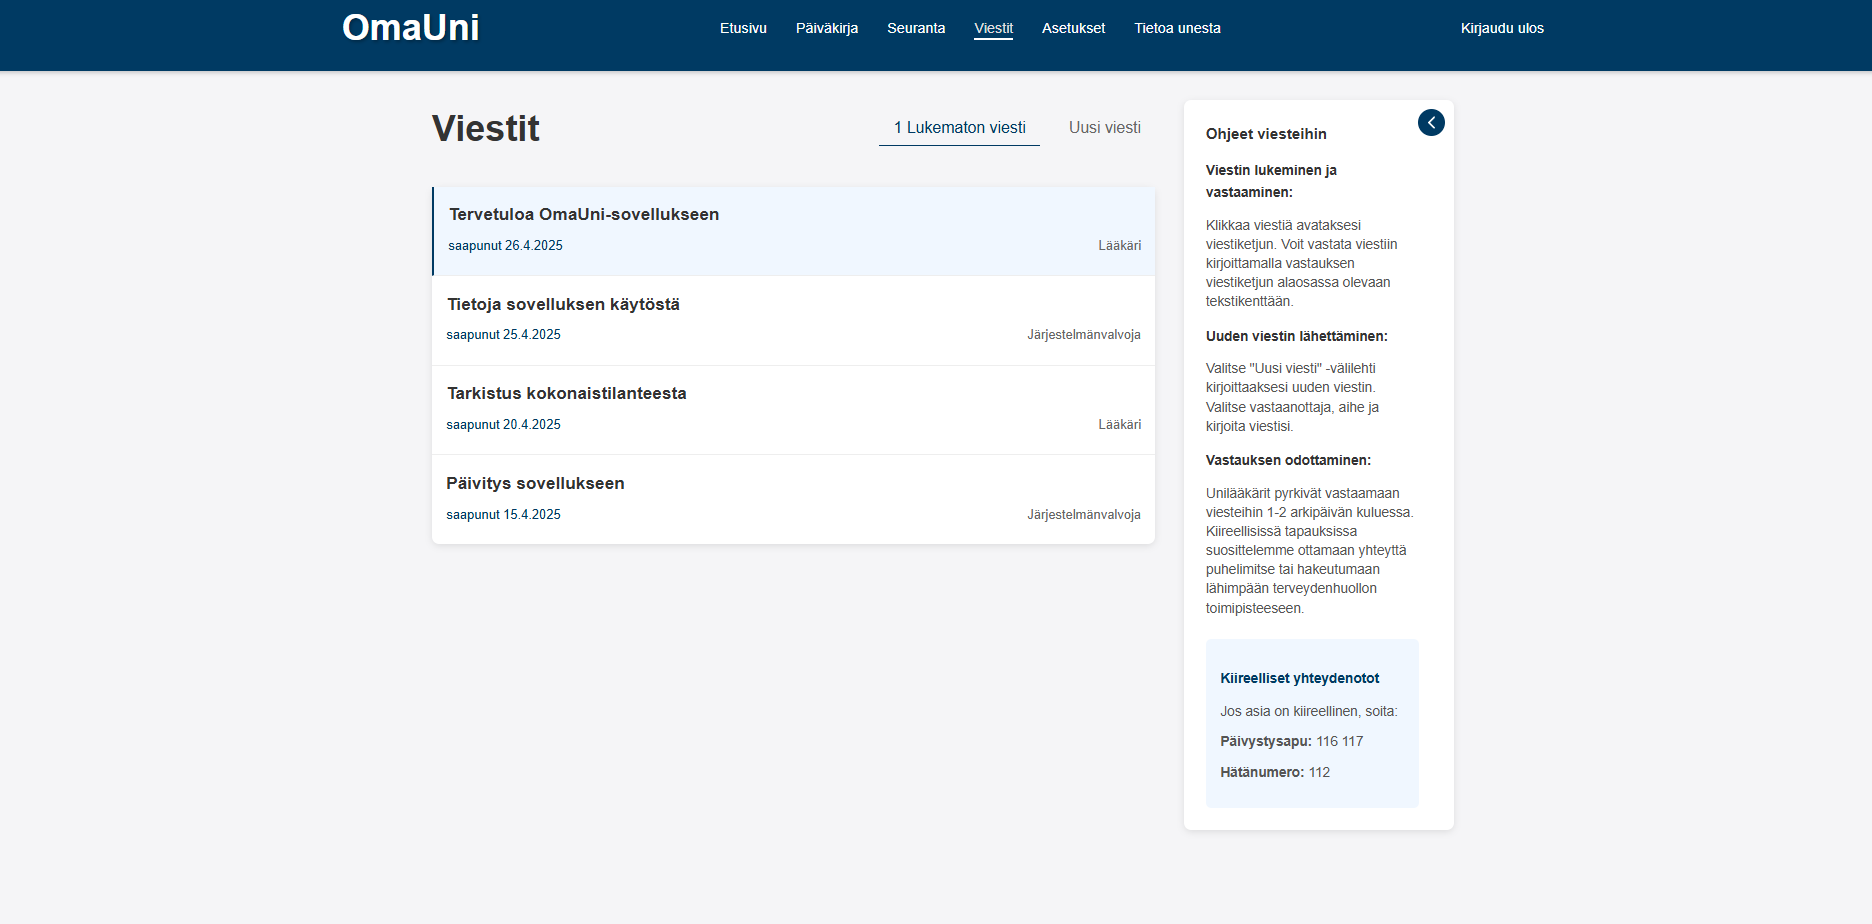 OmaUni
Etusivu
Päiväkirja
Seuranta
Viestit
Asetukset
Tietoa unesta
Kirjaudu ulos
Viestit
1 Lukematon viesti
Uusi viesti
Tervetuloa OmaUni-sovellukseen
saapunut 26.4.2025
Lääkäri
Tietoja sovelluksen käytöstä
saapunut 25.4.2025
Järjestelmänvalvoja
Tarkistus kokonaistilanteesta
saapunut 20.4.2025
Lääkäri
Päivitys sovellukseen
saapunut 15.4.2025
Järjestelmänvalvoja
Ohjeet viesteihin
Viestin lukeminen ja
vastaaminen:
Klikkaa viestiä avataksesi
viestiketjun. Voit vastata viestiin
kirjoittamalla vastauksen
viestiketjun alaosassa olevaan
tekstikenttään.
Uuden viestin lähettäminen:
Valitse "Uusi viesti" -välilehti
kirjoittaaksesi uuden viestin.
Valitse vastaanottaja, aihe ja
kirjoita viestisi.
Vastauksen odottaminen:
Unilääkärit pyrkivät vastaamaan
viesteihin 1-2 arkipäivän kuluessa.
Kiireellisissä tapauksissa
suosittelemme ottamaan yhteyttä
puhelimitse tai hakeutumaan
lähimpään terveydenhuollon
toimipisteeseen.
Kiireelliset yhteydenotot
Jos asia on kiireellinen, soita:
Päivystysapu: 116 117
Hätänumero: 112